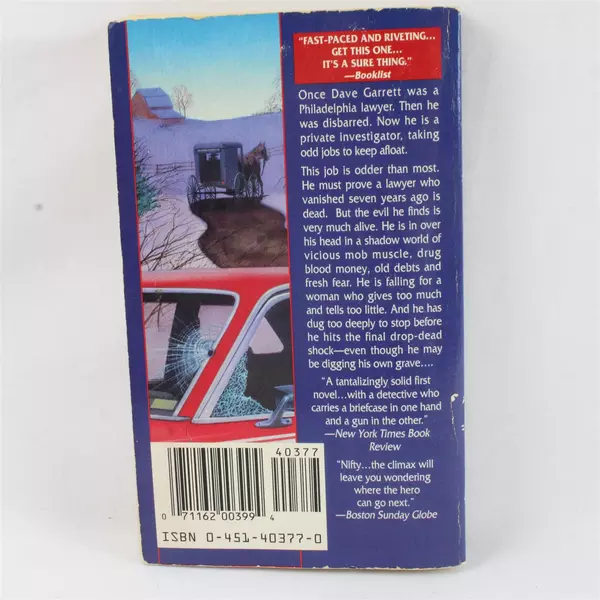 "FAST-PACED AND RIVETING...
GET THIS ONE...
IT'S A SURE THING."
—Booklist
Once Dave Garrett was a
Philadelphia lawyer. Then he
was disbarred. Now he is a
private investigator, taking
odd jobs to keep afloat.
This job is odder than most.
He must prove a lawyer who
vanished seven years ago is
dead. But the evil he finds is
very much alive. He is in over
his head in a shadow world of
vicious mob muscle, drug
blood money, old debts and
fresh fear. He is falling for a
woman who gives too much
and tells too little. And he has
dug too deeply to stop before
he hits the final drop-dead
shock—even though he may
be digging his own grave....
"A tantalizingly solid first
novel...with a detective who
carries a briefcase in one hand
and a gun in the other."
—New York Times Book
Review
"Nifty...the climax will
leave you wondering
where the hero
can go next."
—Boston Sunday Globe
40377
0 71162 00399 4
ISBN 0-451-40377-0